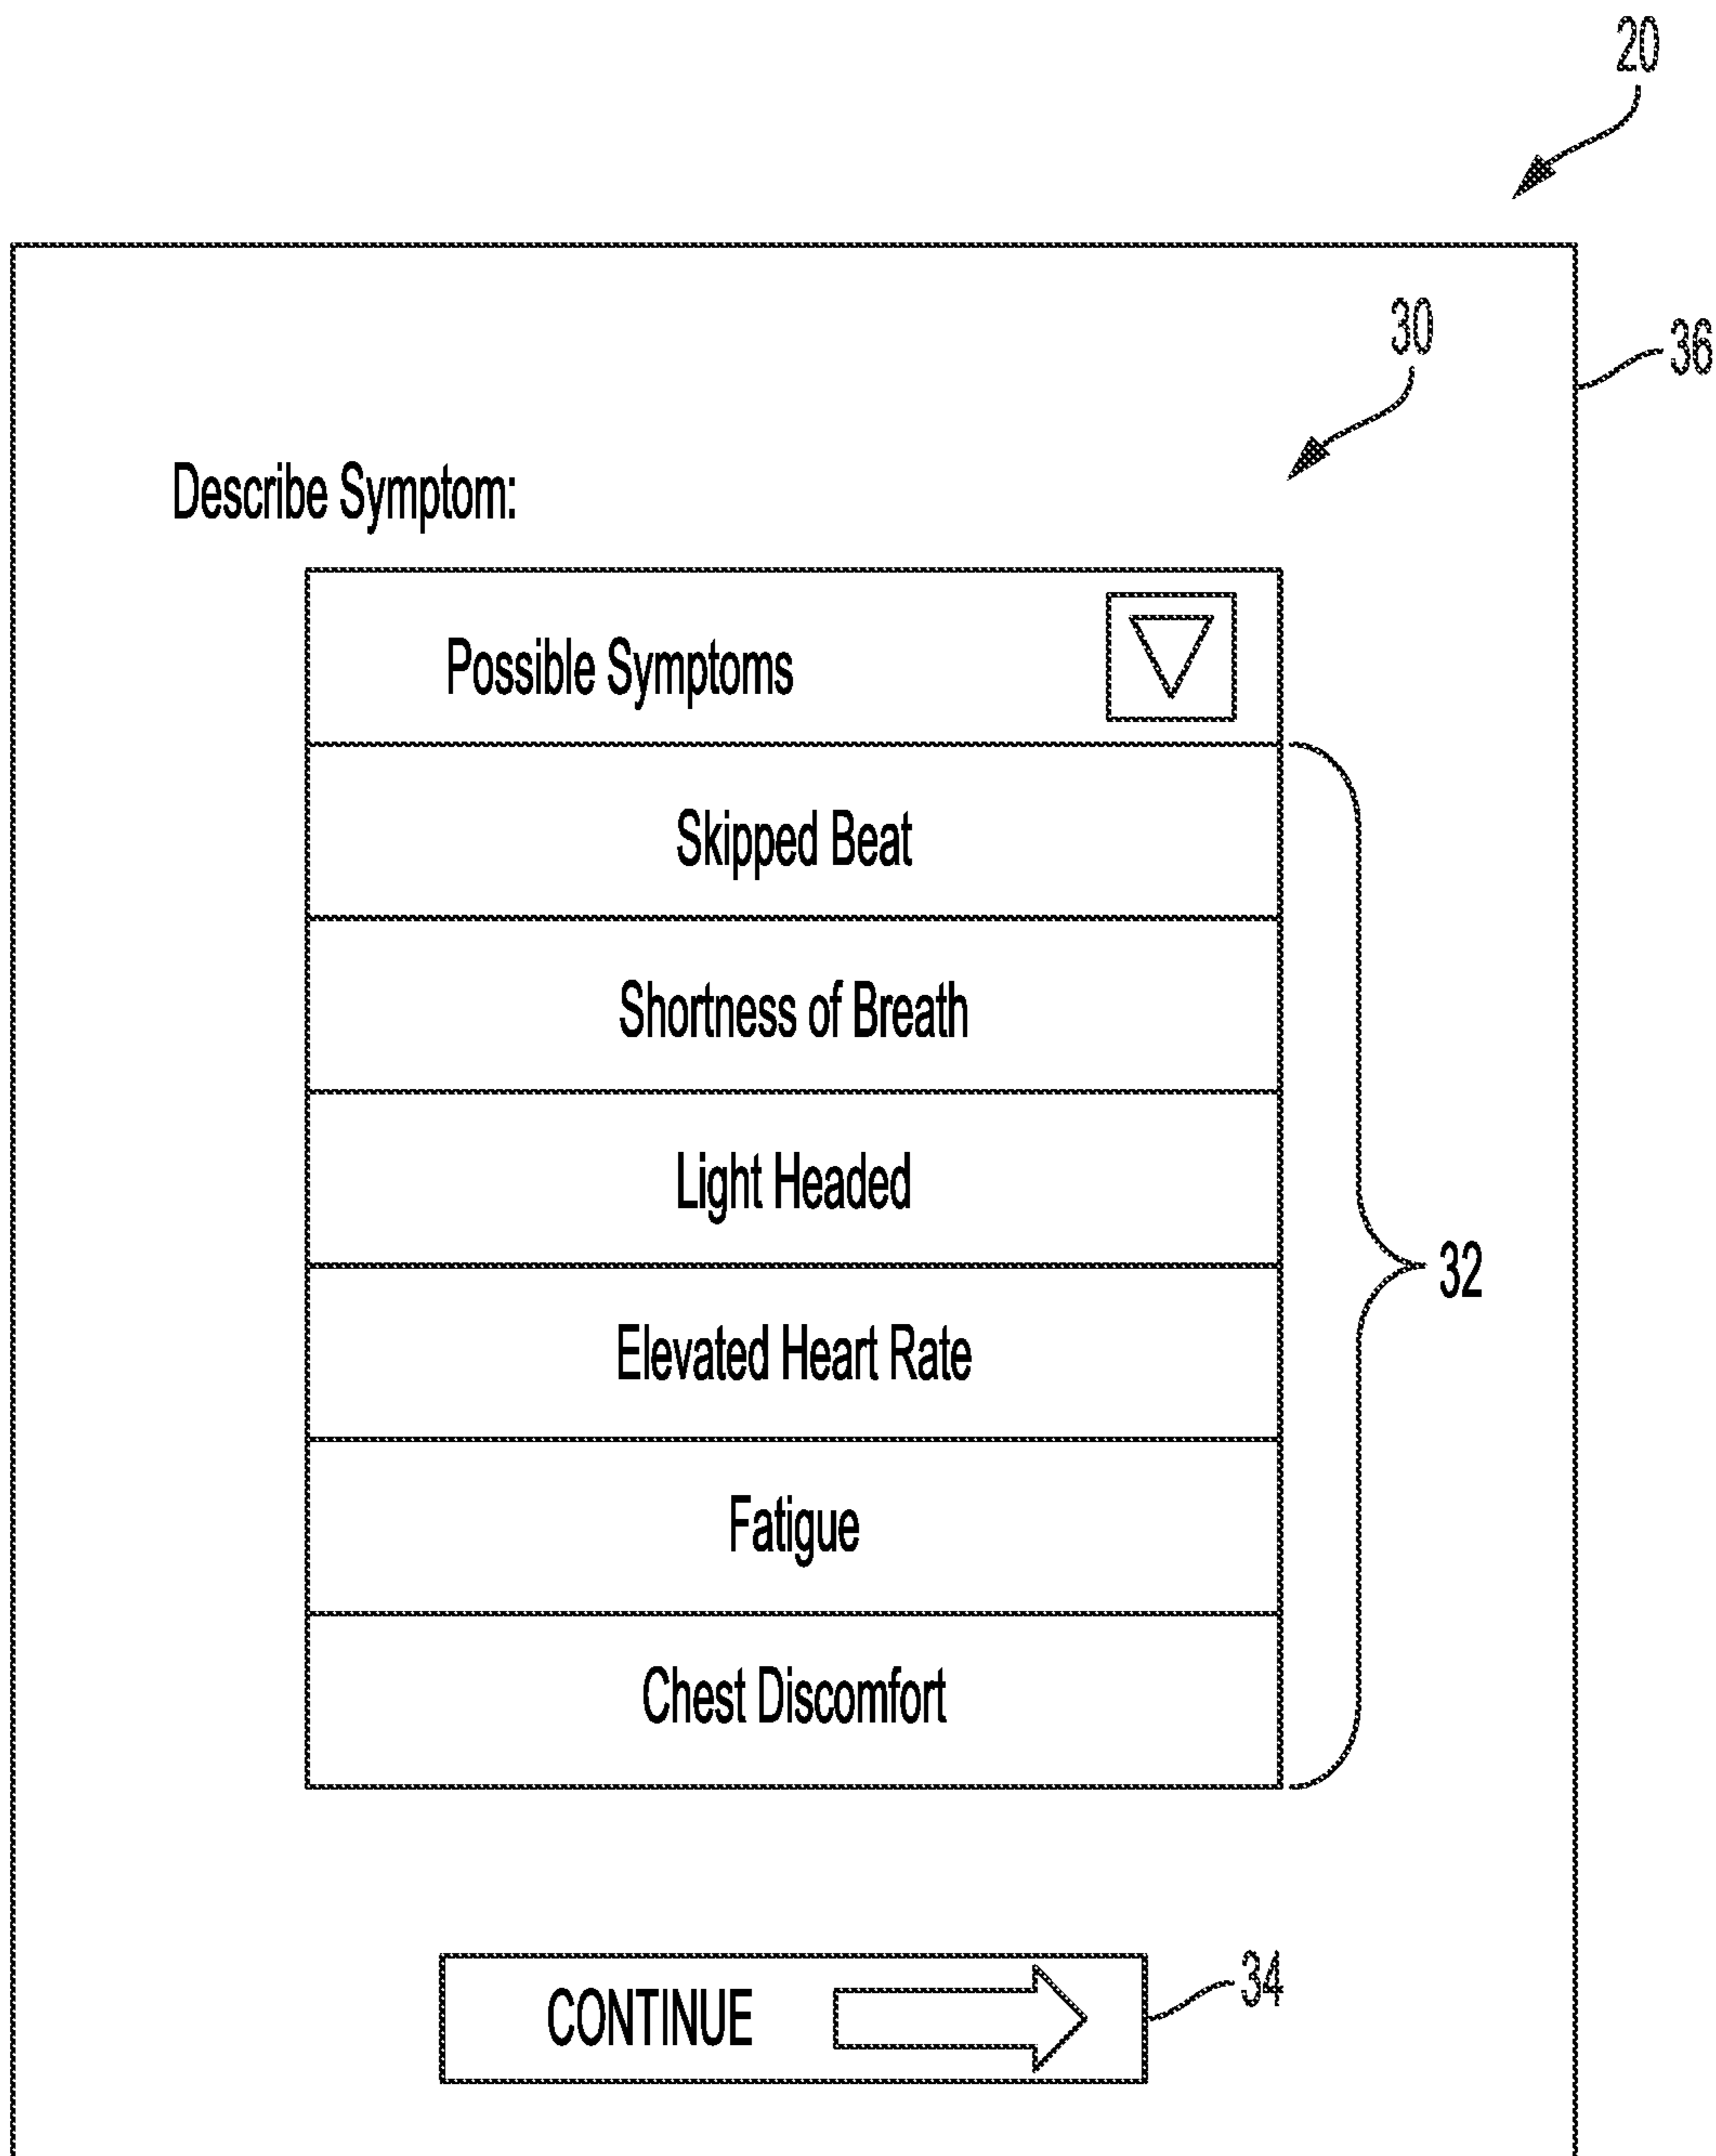 20
30
36
Describe Symptom:
Possible Symptoms
Skipped Beat
Shortness of Breath
Light Headed
32
Elevated Heart Rate
Fatigue
Chest Discomfort
34
CONTINUE